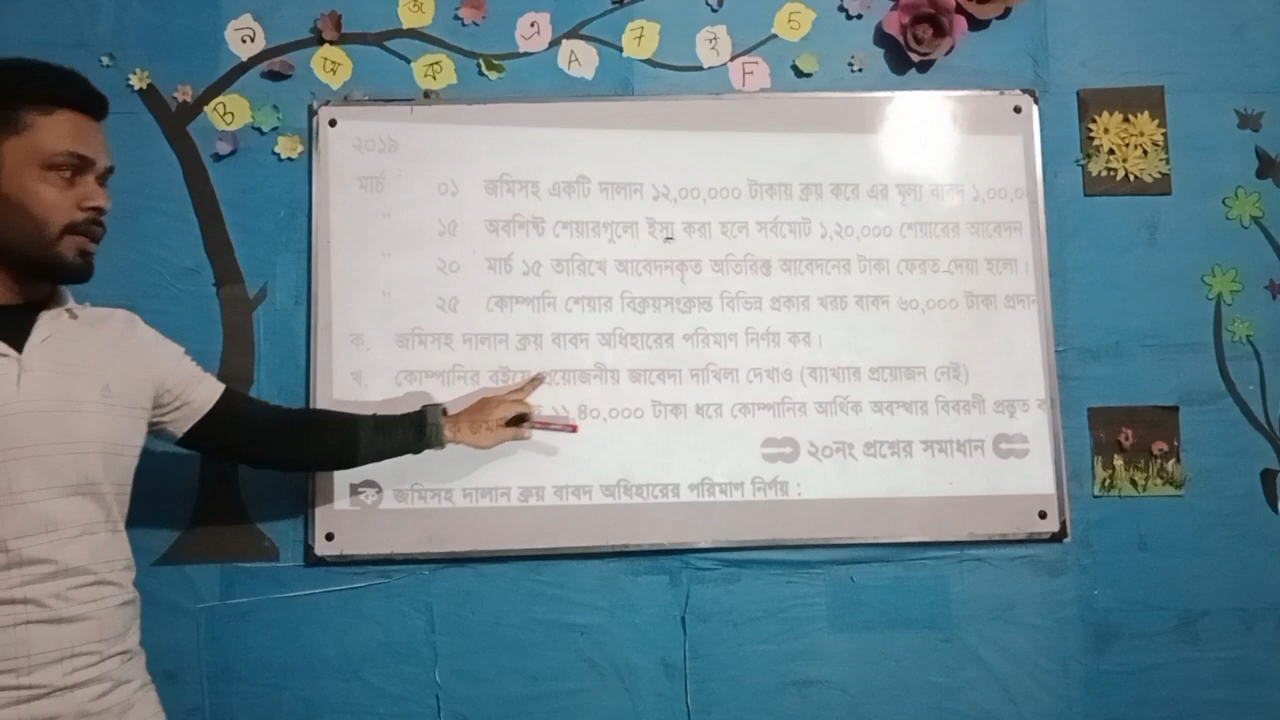 ন
জ
অ
ক
এ
A
7
ই
F
5
B
২০১৯
মার্চ ০১ জমিসহ একটি দালান ১২,০০,০০০ টাকায় ক্রয় করে এর মূল্য বাবদ ১,০০,০
" ১৫ অবশিষ্ট শেয়ারগুলো ইস্যু করা হলে সর্বমোট ১,২০,০০০ শেয়ারের আবেদন
" ২০ মার্চ ১৫ তারিখে আবেদনকৃত অতিরিক্ত আবেদনের টাকা ফেরত দেয়া হলো।
" ২৫ কোম্পানি শেয়ার বিক্রয়সংক্রান্ত বিভিন্ন প্রকার খরচ বাবদ ৬০,০০০ টাকা প্রদান
ক. জমিসহ দালান ক্রয় বাবদ অধিহারের পরিমাণ নির্ণয় কর।
খ. কোম্পানির বইয়ে প্রয়োজনীয় জাবেদা দাখিলা দেখাও (ব্যাখ্যার প্রয়োজন নেই)
১১,৪০,০০০ টাকা ধরে কোম্পানির আর্থিক অবস্থার বিবরণী প্রস্তুত ক
২০নং প্রশ্নের সমাধান
ক জমিসহ দালান ক্রয় বাবদ অধিহারের পরিমাণ নির্ণয় :